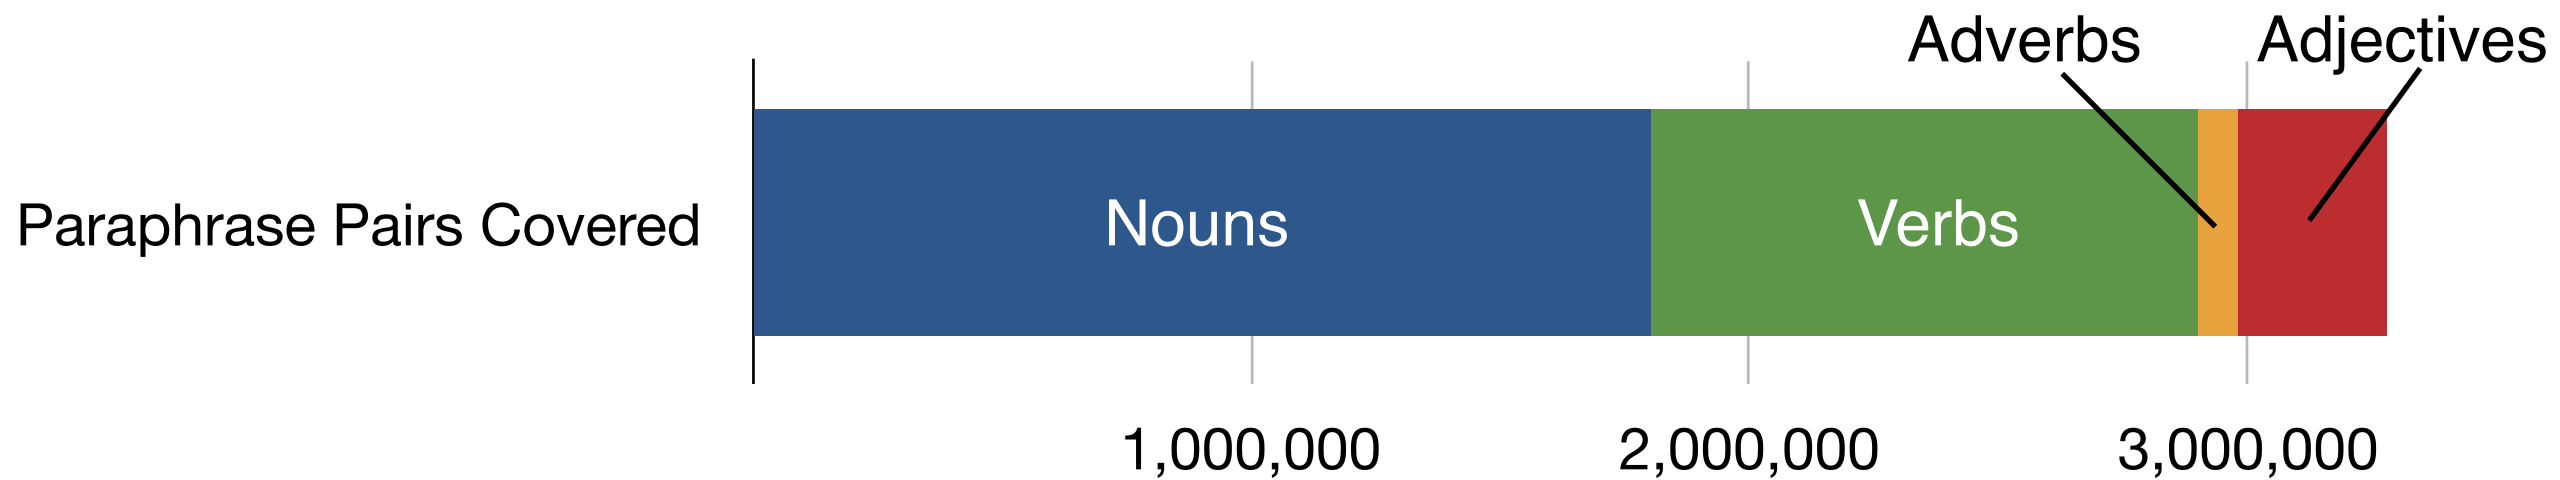 Adverbs Adjectives
Paraphrase Pairs Covered Nouns Verbs
1,000,000 2,000,000 3,000,000